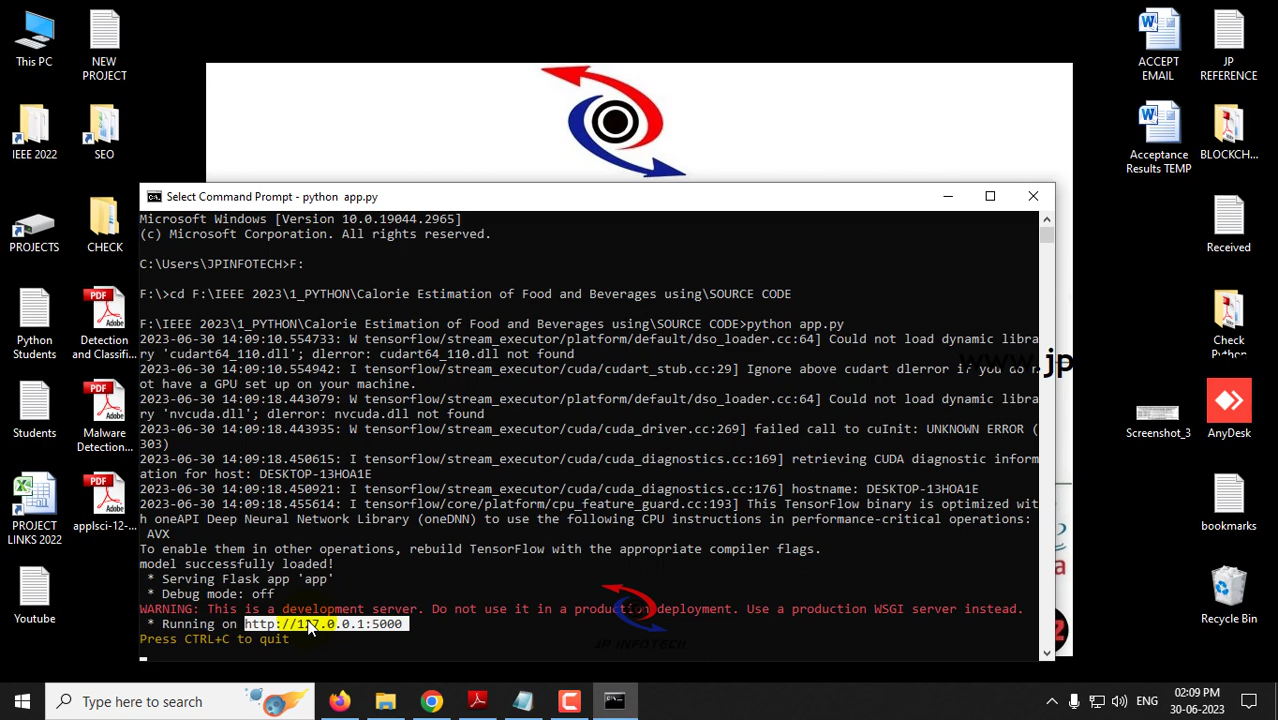 This PC
NEW
PROJECT
IEEE 2022
SEO
PROJECTS
CHECK
Python
Students
Detection
and Classifi...
Students
Malware
Detection...
PROJECT
LINKS 2022
applsci-12-...
Youtube
ACCEPT
EMAIL
JP
REFERENCE
Acceptance
Results TEMP
BLOCKCH...
Received
Check
Python
Screenshot_3
AnyDesk
bookmarks
Recycle Bin
www.jp
Select Command Prompt - python  app.py
Microsoft Windows [Version 10.0.19044.2965]
(c) Microsoft Corporation. All rights reserved.
C:\Users\JPINFOTECH>F:
F:\>cd F:\IEEE 2023\1_PYTHON\Calorie Estimation of Food and Beverages using\SOURCE CODE
F:\IEEE 2023\1_PYTHON\Calorie Estimation of Food and Beverages using\SOURCE CODE>python app.py
2023-06-30 14:09:10.554733: W tensorflow/stream_executor/platform/default/dso_loader.cc:64] Could not load dynamic libra
ry 'cudart64_110.dll'; dlerror: cudart64_110.dll not found
2023-06-30 14:09:10.554942: I tensorflow/stream_executor/cuda/cudart_stub.cc:29] Ignore above cudart dlerror if you do n
ot have a GPU set up on your machine.
2023-06-30 14:09:18.443079: W tensorflow/stream_executor/platform/default/dso_loader.cc:64] Could not load dynamic libra
ry 'nvcuda.dll'; dlerror: nvcuda.dll not found
2023-06-30 14:09:18.443935: W tensorflow/stream_executor/cuda/cuda_driver.cc:269] failed call to cuInit: UNKNOWN ERROR (
303)
2023-06-30 14:09:18.450615: I tensorflow/stream_executor/cuda/cuda_diagnostics.cc:169] retrieving CUDA diagnostic inform
ation for host: DESKTOP-13HOA1E
2023-06-30 14:09:18.450921: I tensorflow/stream_executor/cuda/cuda_diagnostics.cc:176] hostname: DESKTOP-13HOA1E
2023-06-30 14:09:18.455614: I tensorflow/core/platform/cpu_feature_guard.cc:193] This TensorFlow binary is optimized wit
h oneAPI Deep Neural Network Library (oneDNN) to use the following CPU instructions in performance-critical operations:
AVX
To enable them in other operations, rebuild TensorFlow with the appropriate compiler flags.
model successfully loaded!
* Serving Flask app 'app'
* Debug mode: off
WARNING: This is a development server. Do not use it in a production deployment. Use a production WSGI server instead.
* Running on http://127.0.0.1:5000
Press CTRL+C to quit
JP INFOTECH
Type here to search
ENG
02:09 PM
30-06-2023